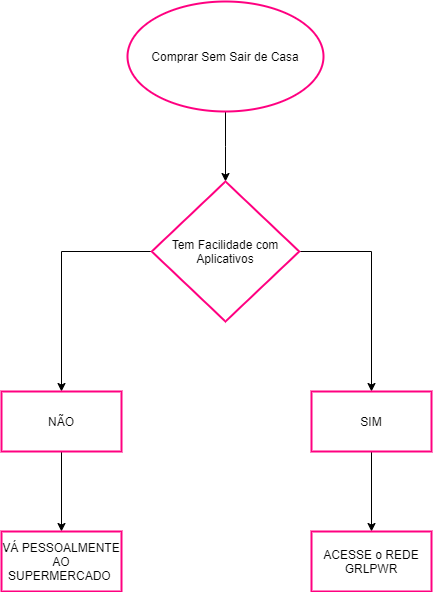 Comprar Sem Sair de Casa
Tem Facilidade com
Aplicativos
NÃO
SIM
VÁ PESSOALMENTE
AO
SUPERMERCADO
ACESSE o REDE
GRLPWR